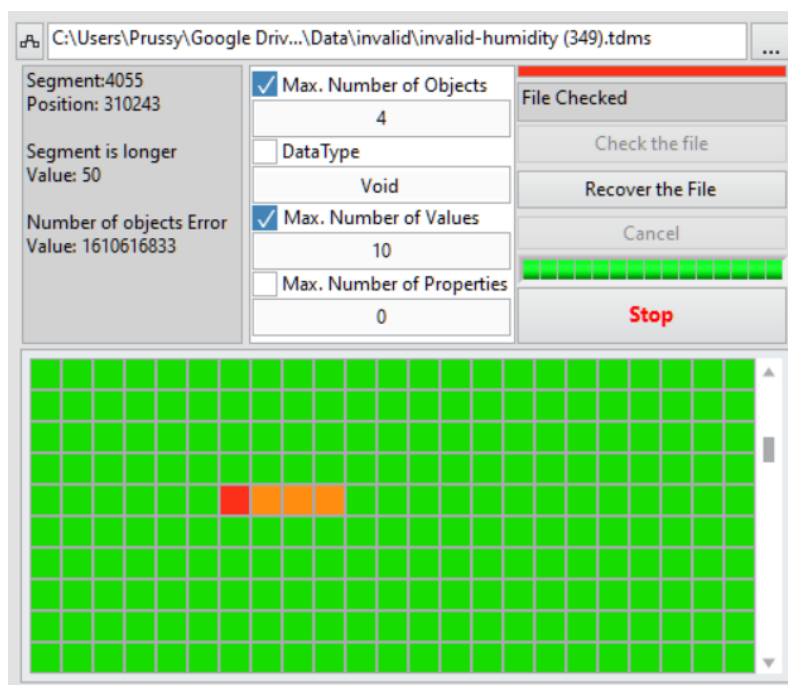 C:\Users\Prussy\Google Driv...\Data\invalid\invalid-humidity (349).tdms
...
Segment:4055
Position: 310243
Segment is longer
Value: 50
Number of objects Error
Value: 1610616833
Max. Number of Objects
4
DataType
Void
Max. Number of Values
10
Max. Number of Properties
0
File Checked
Check the file
Recover the File
Cancel
Stop